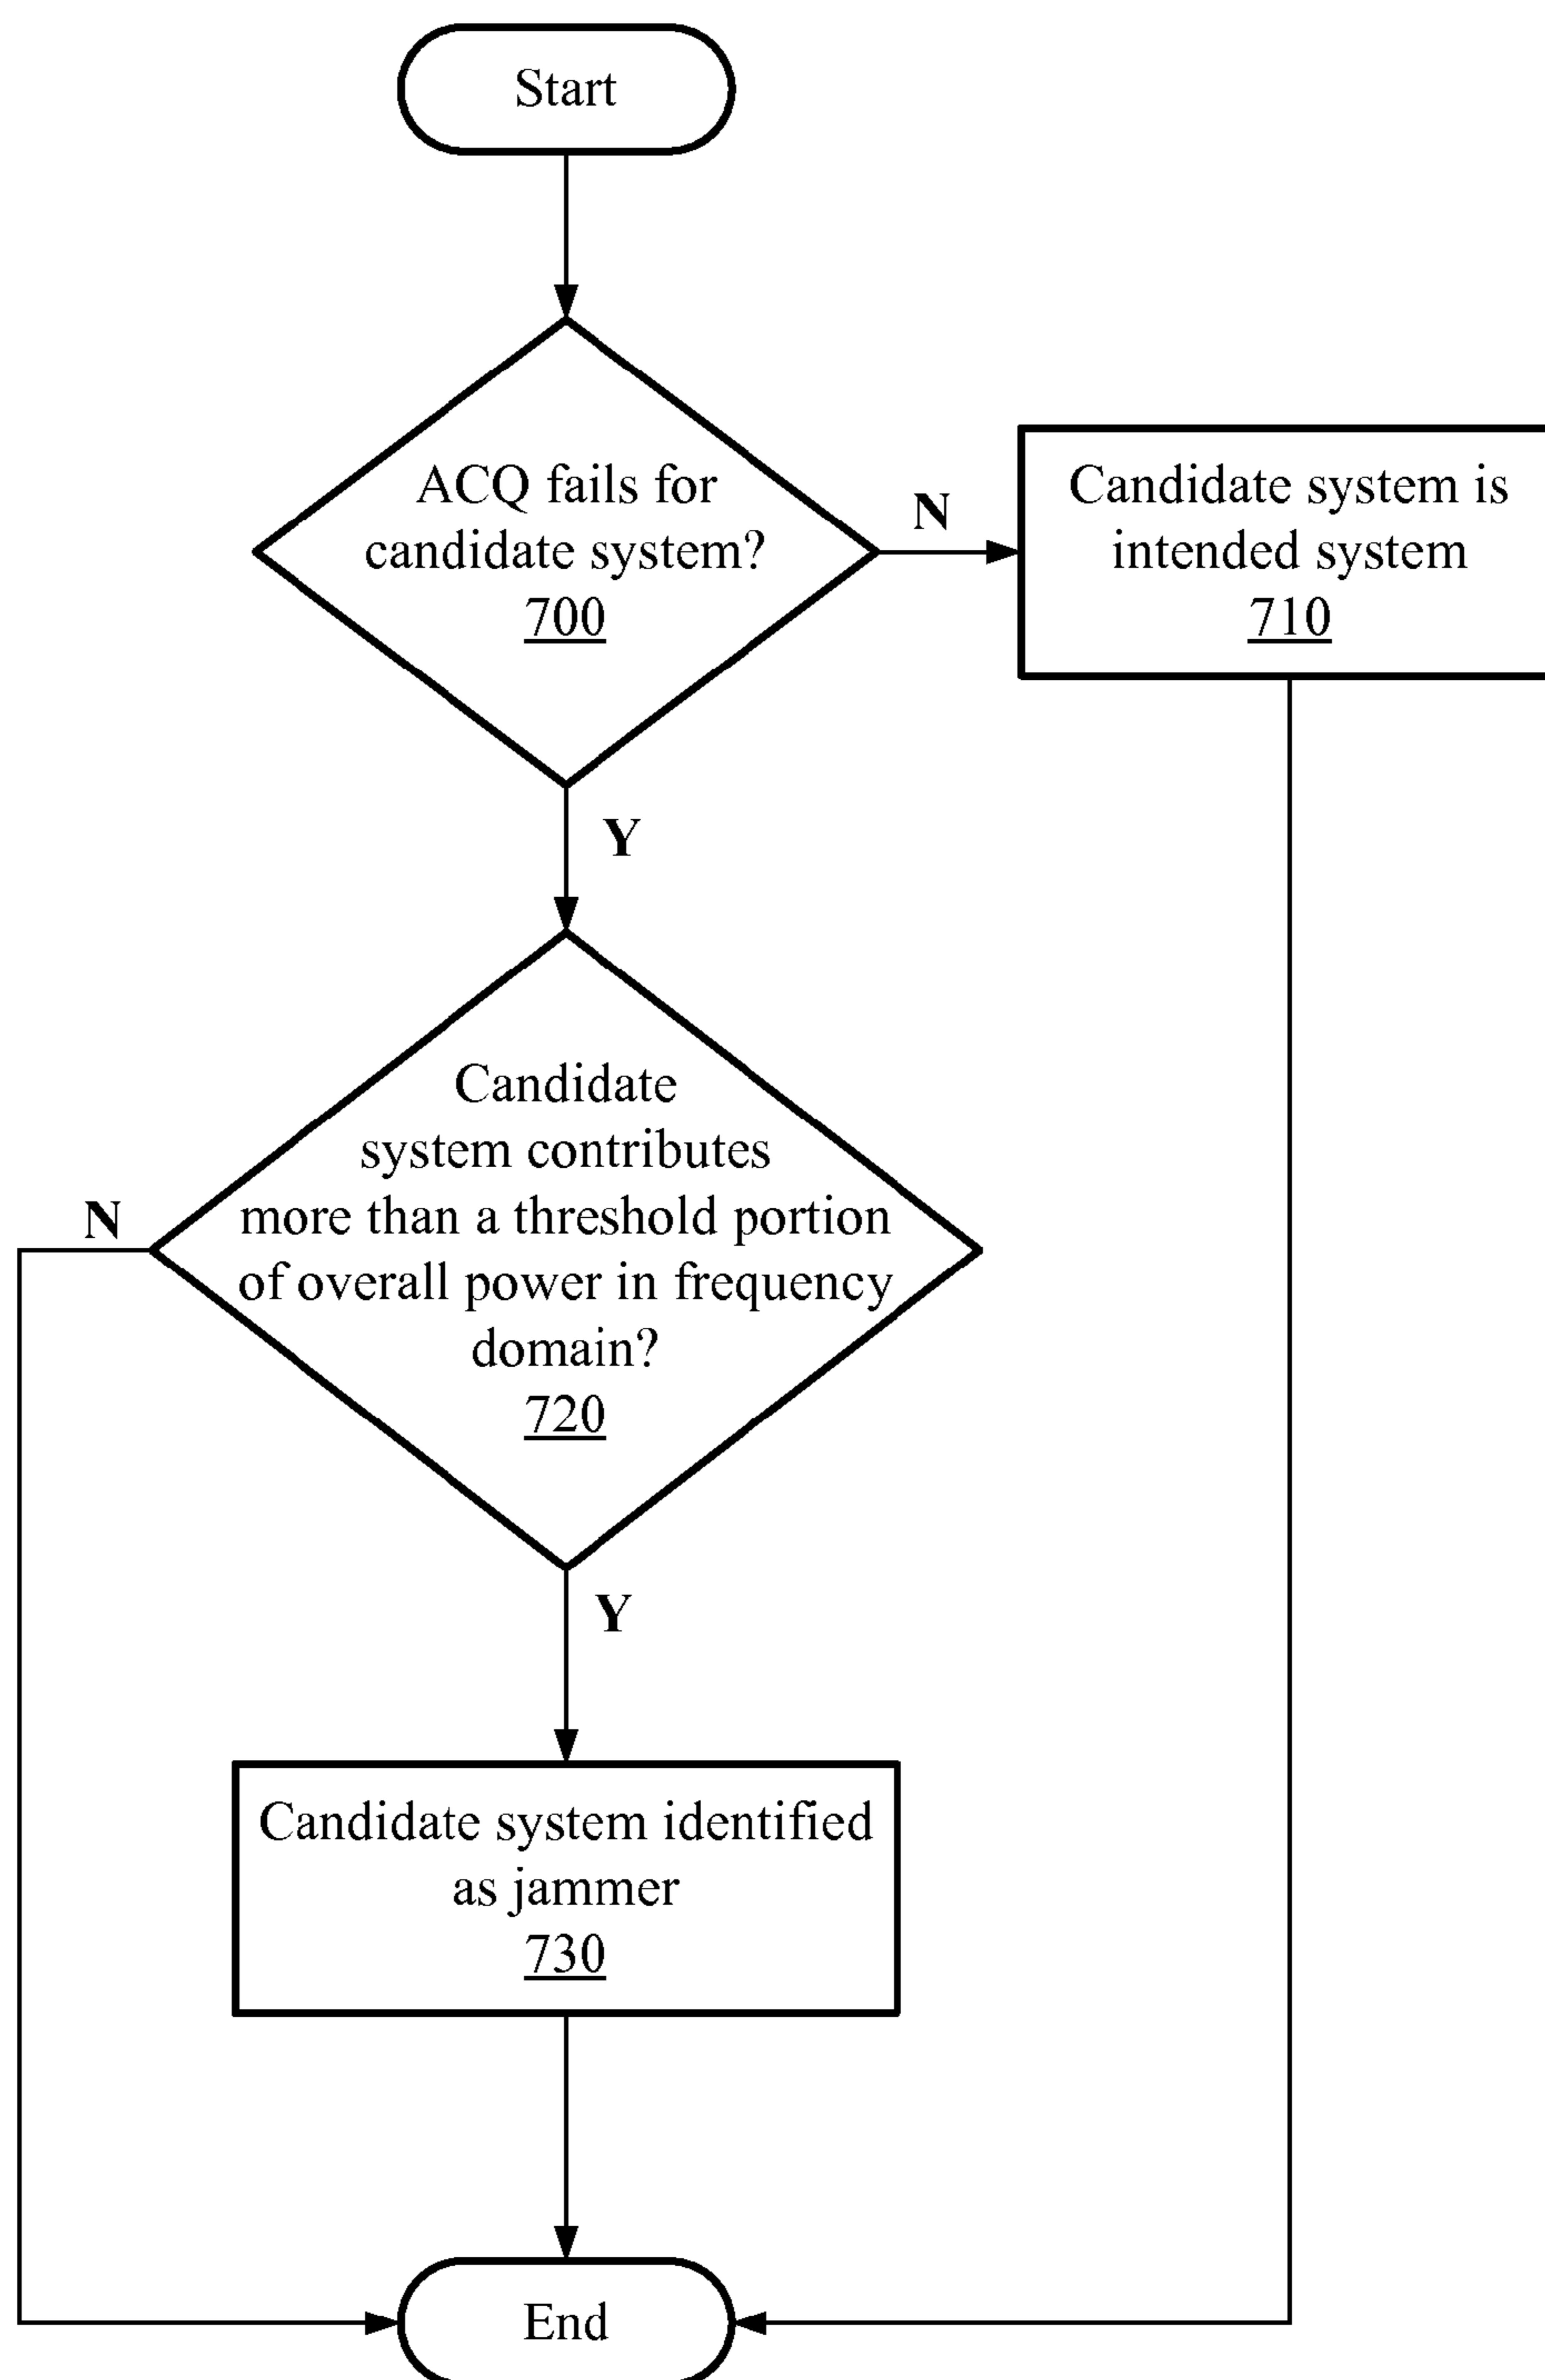 Start
ACQ fails for
candidate system?
700
N
Candidate system is
intended system
710
Y
Candidate
system contributes
more than a threshold portion
of overall power in frequency
domain?
720
N
Y
Candidate system identified
as jammer
730
End